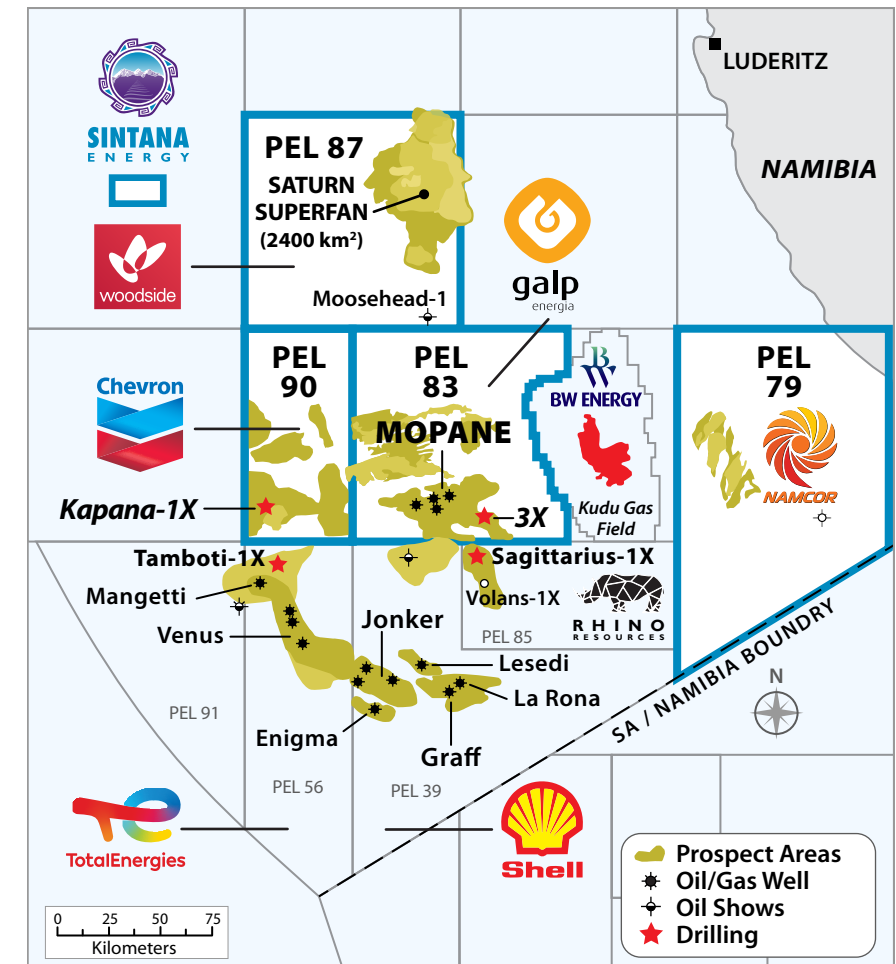 LUDERITZ
SINTANA
ENERGY
PEL 87
SATURN
SUPERFAN
(2400 km²)
NAMIBIA
woodside
galp
energia
Moosehead-1
PEL
90
PEL
83
BW
BW ENERGY
PEL
79
Chevron
MOPANE
NAMCOR
Kapana-1X
3X
Kudu Gas
Field
Tamboti-1X
Sagittarius-1X
Mangetti
Volans-1X
Venus
Jonker
RHINO
RESOURCES
PEL 85
Lesedi
La Rona
SA / NAMIBIA BOUNDRY
N
PEL 91
Enigma
Graff
PEL 56
PEL 39
TotalEnergies
Shell
Prospect Areas
Oil/Gas Well
Oil Shows
Drilling
0 25 50 75
Kilometers